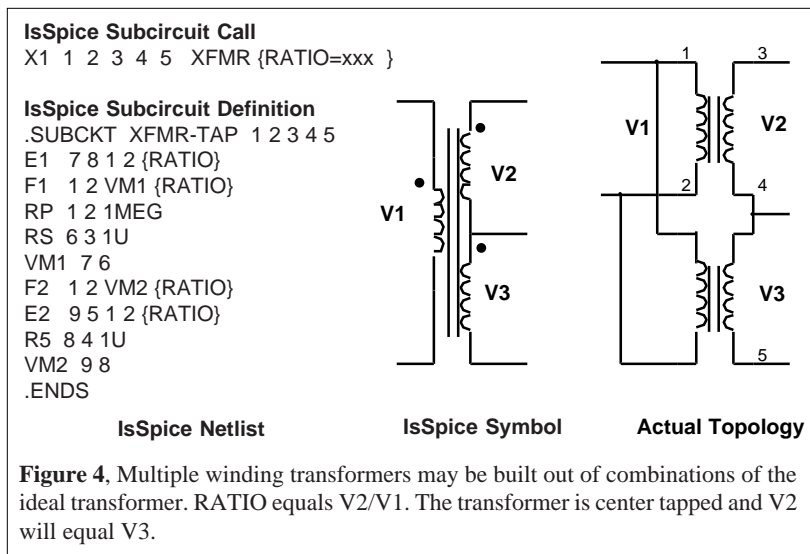 IsSpice Subcircuit Call
X1 1 2 3 4 5 XFMR {RATIO=xxx }
IsSpice Subcircuit Definition
.SUBCKT XFMR-TAP 1 2 3 4 5
E1 7 8 1 2 {RATIO}
F1 1 2 VM1 {RATIO}
RP 1 2 1MEG
RS 6 3 1U
VM1 7 6
F2 1 2 VM2 {RATIO}
E2 9 5 1 2 {RATIO}
R5 8 4 1U
VM2 9 8
.ENDS
IsSpice Netlist
V1
V2
V3
IsSpice Symbol
1
3
V1
V2
2
4
V3
5
Actual Topology
Figure 4, Multiple winding transformers may be built out of combinations of the
ideal transformer. RATIO equals V2/V1. The transformer is center tapped and V2
will equal V3.